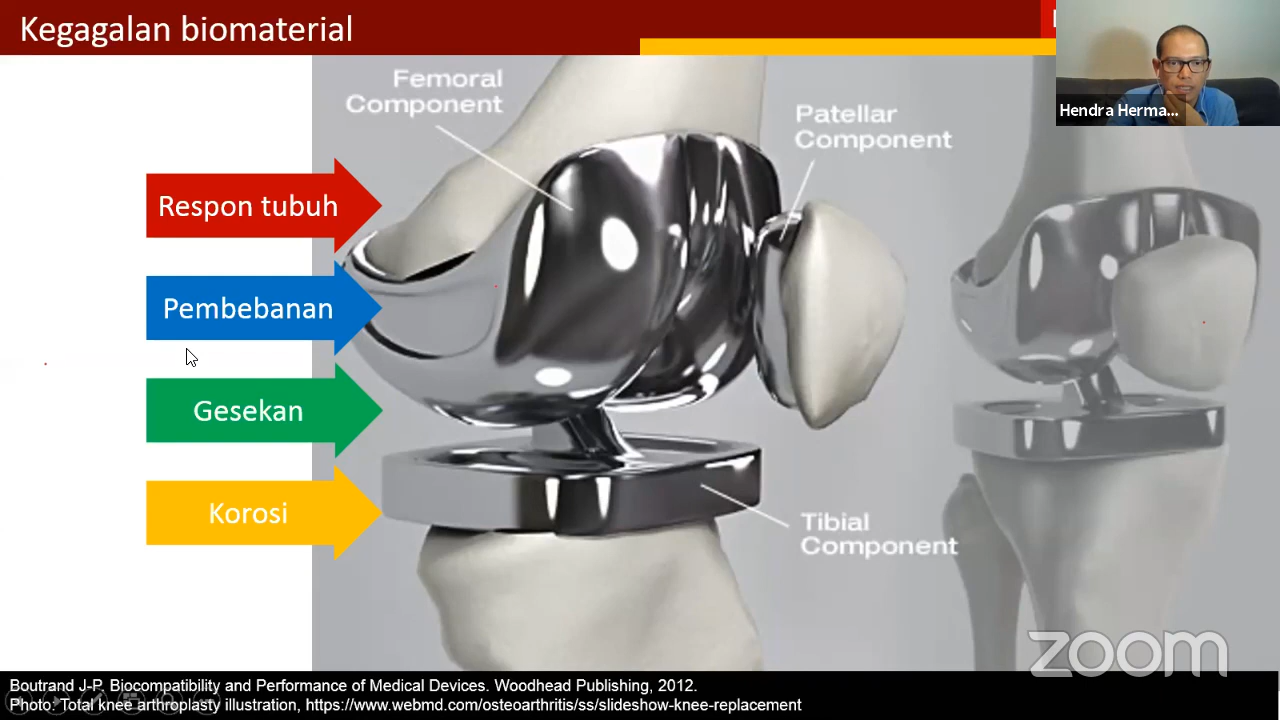 Kegagalan biomaterial
Hendra Herma...
Femoral
Component
Patellar
Component
Respon tubuh
Pembebanan
Gesekan
Korosi
Tibial
Component
zoom
Boutrand J-P. Biocompatibility and Performance of Medical Devices. Woodhead Publishing, 2012.
Photo: Total knee arthroplasty illustration, https://www.webmd.com/osteoarthritis/ss/slideshow-knee-replacement